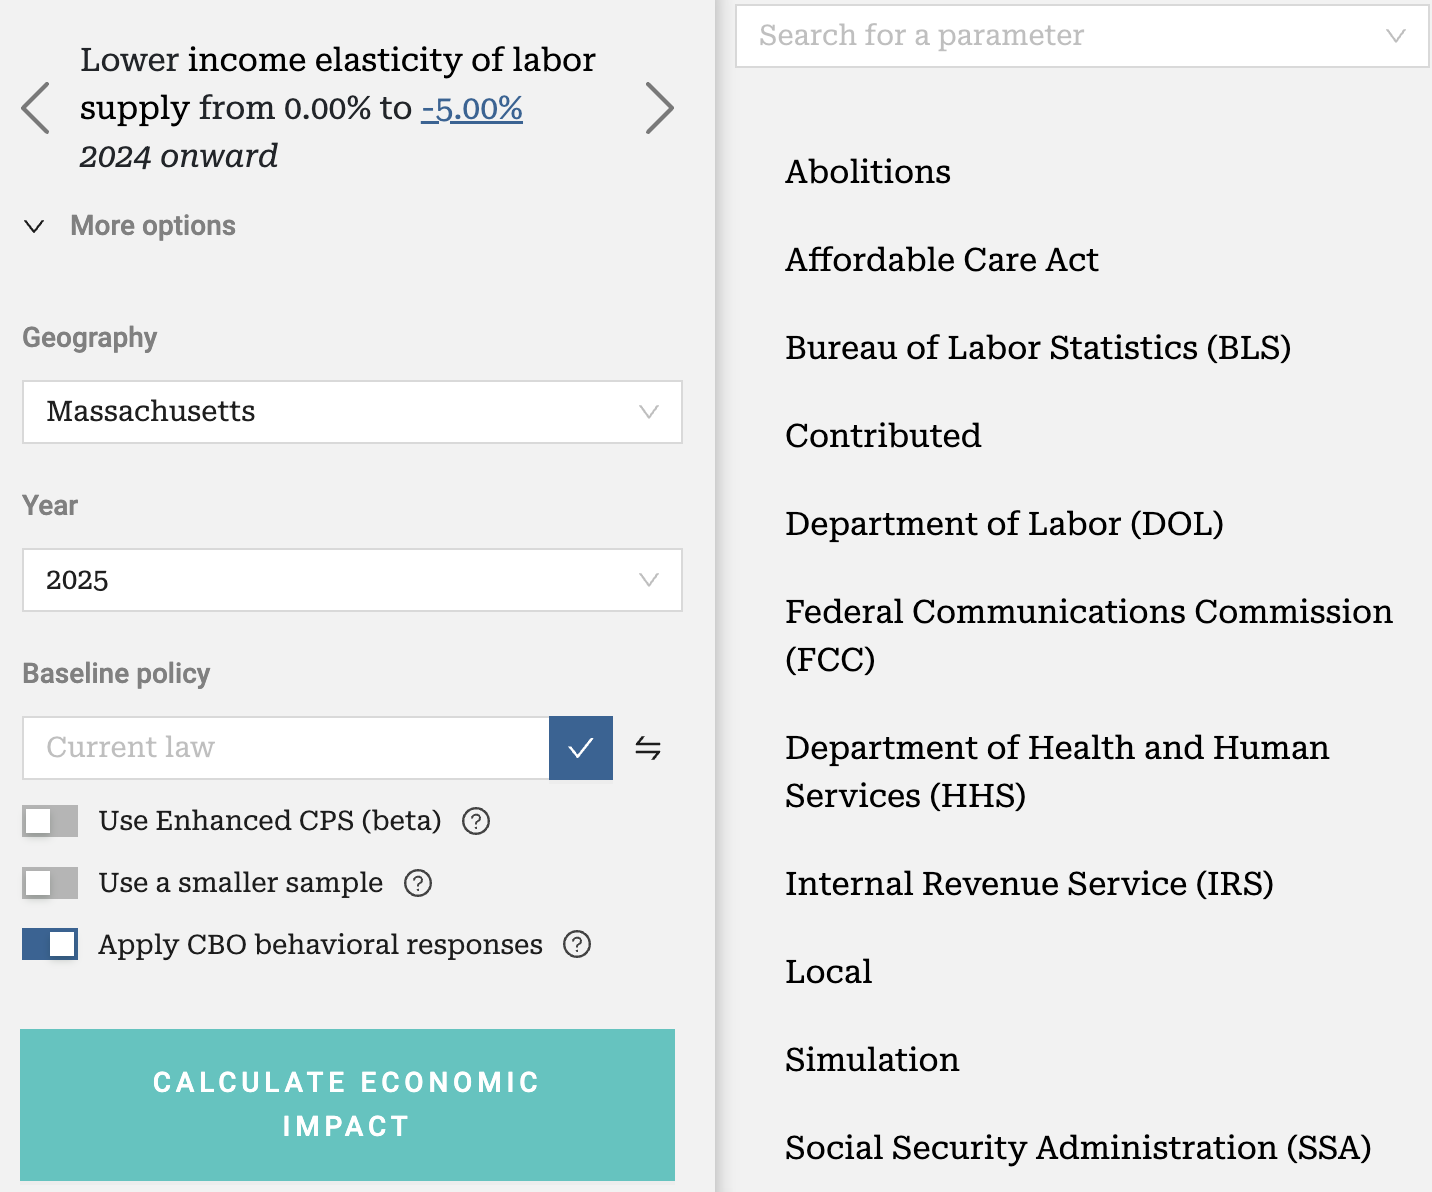 Lower income elasticity of labor
supply from 0.00% to -5.00%
2024 onward
More options
Geography
Massachusetts
Year
2025
Baseline policy
Current law
Use Enhanced CPS (beta)
Use a smaller sample
Apply CBO behavioral responses
CALCULATE ECONOMIC
IMPACT
Search for a parameter
Abolitions
Affordable Care Act
Bureau of Labor Statistics (BLS)
Contributed
Department of Labor (DOL)
Federal Communications Commission
(FCC)
Department of Health and Human
Services (HHS)
Internal Revenue Service (IRS)
Local
Simulation
Social Security Administration (SSA)